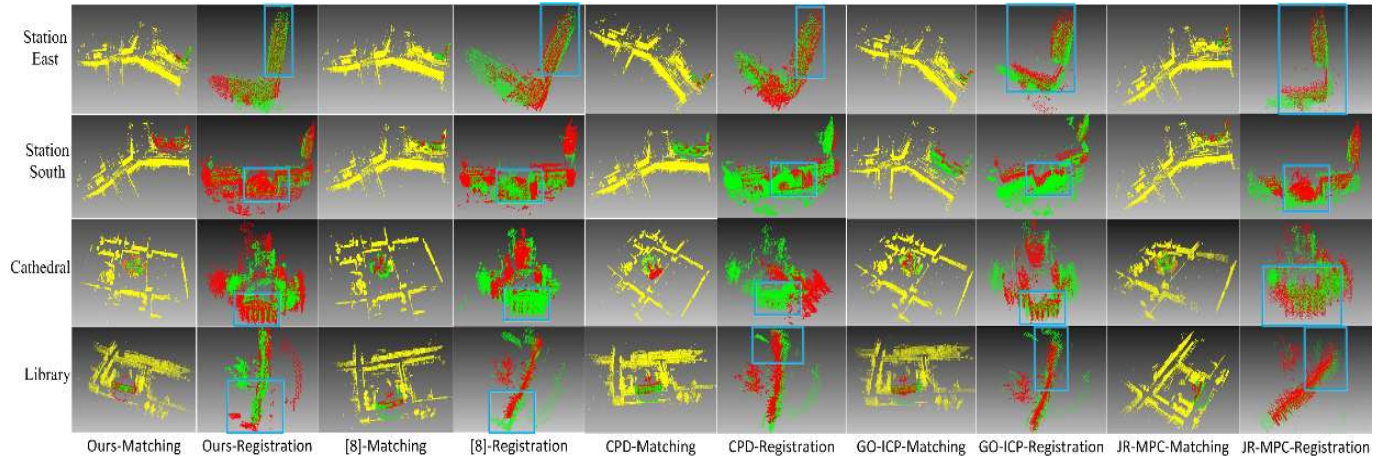 Station
East
Station
South
Cathedral
Library
Ours-Matching Ours-Registration [8]-Matching [8]-Registration CPD-Matching CPD-Registration GO-ICP-Matching GO-ICP-Registration JR-MPC-Matching JR-MPC-Registration